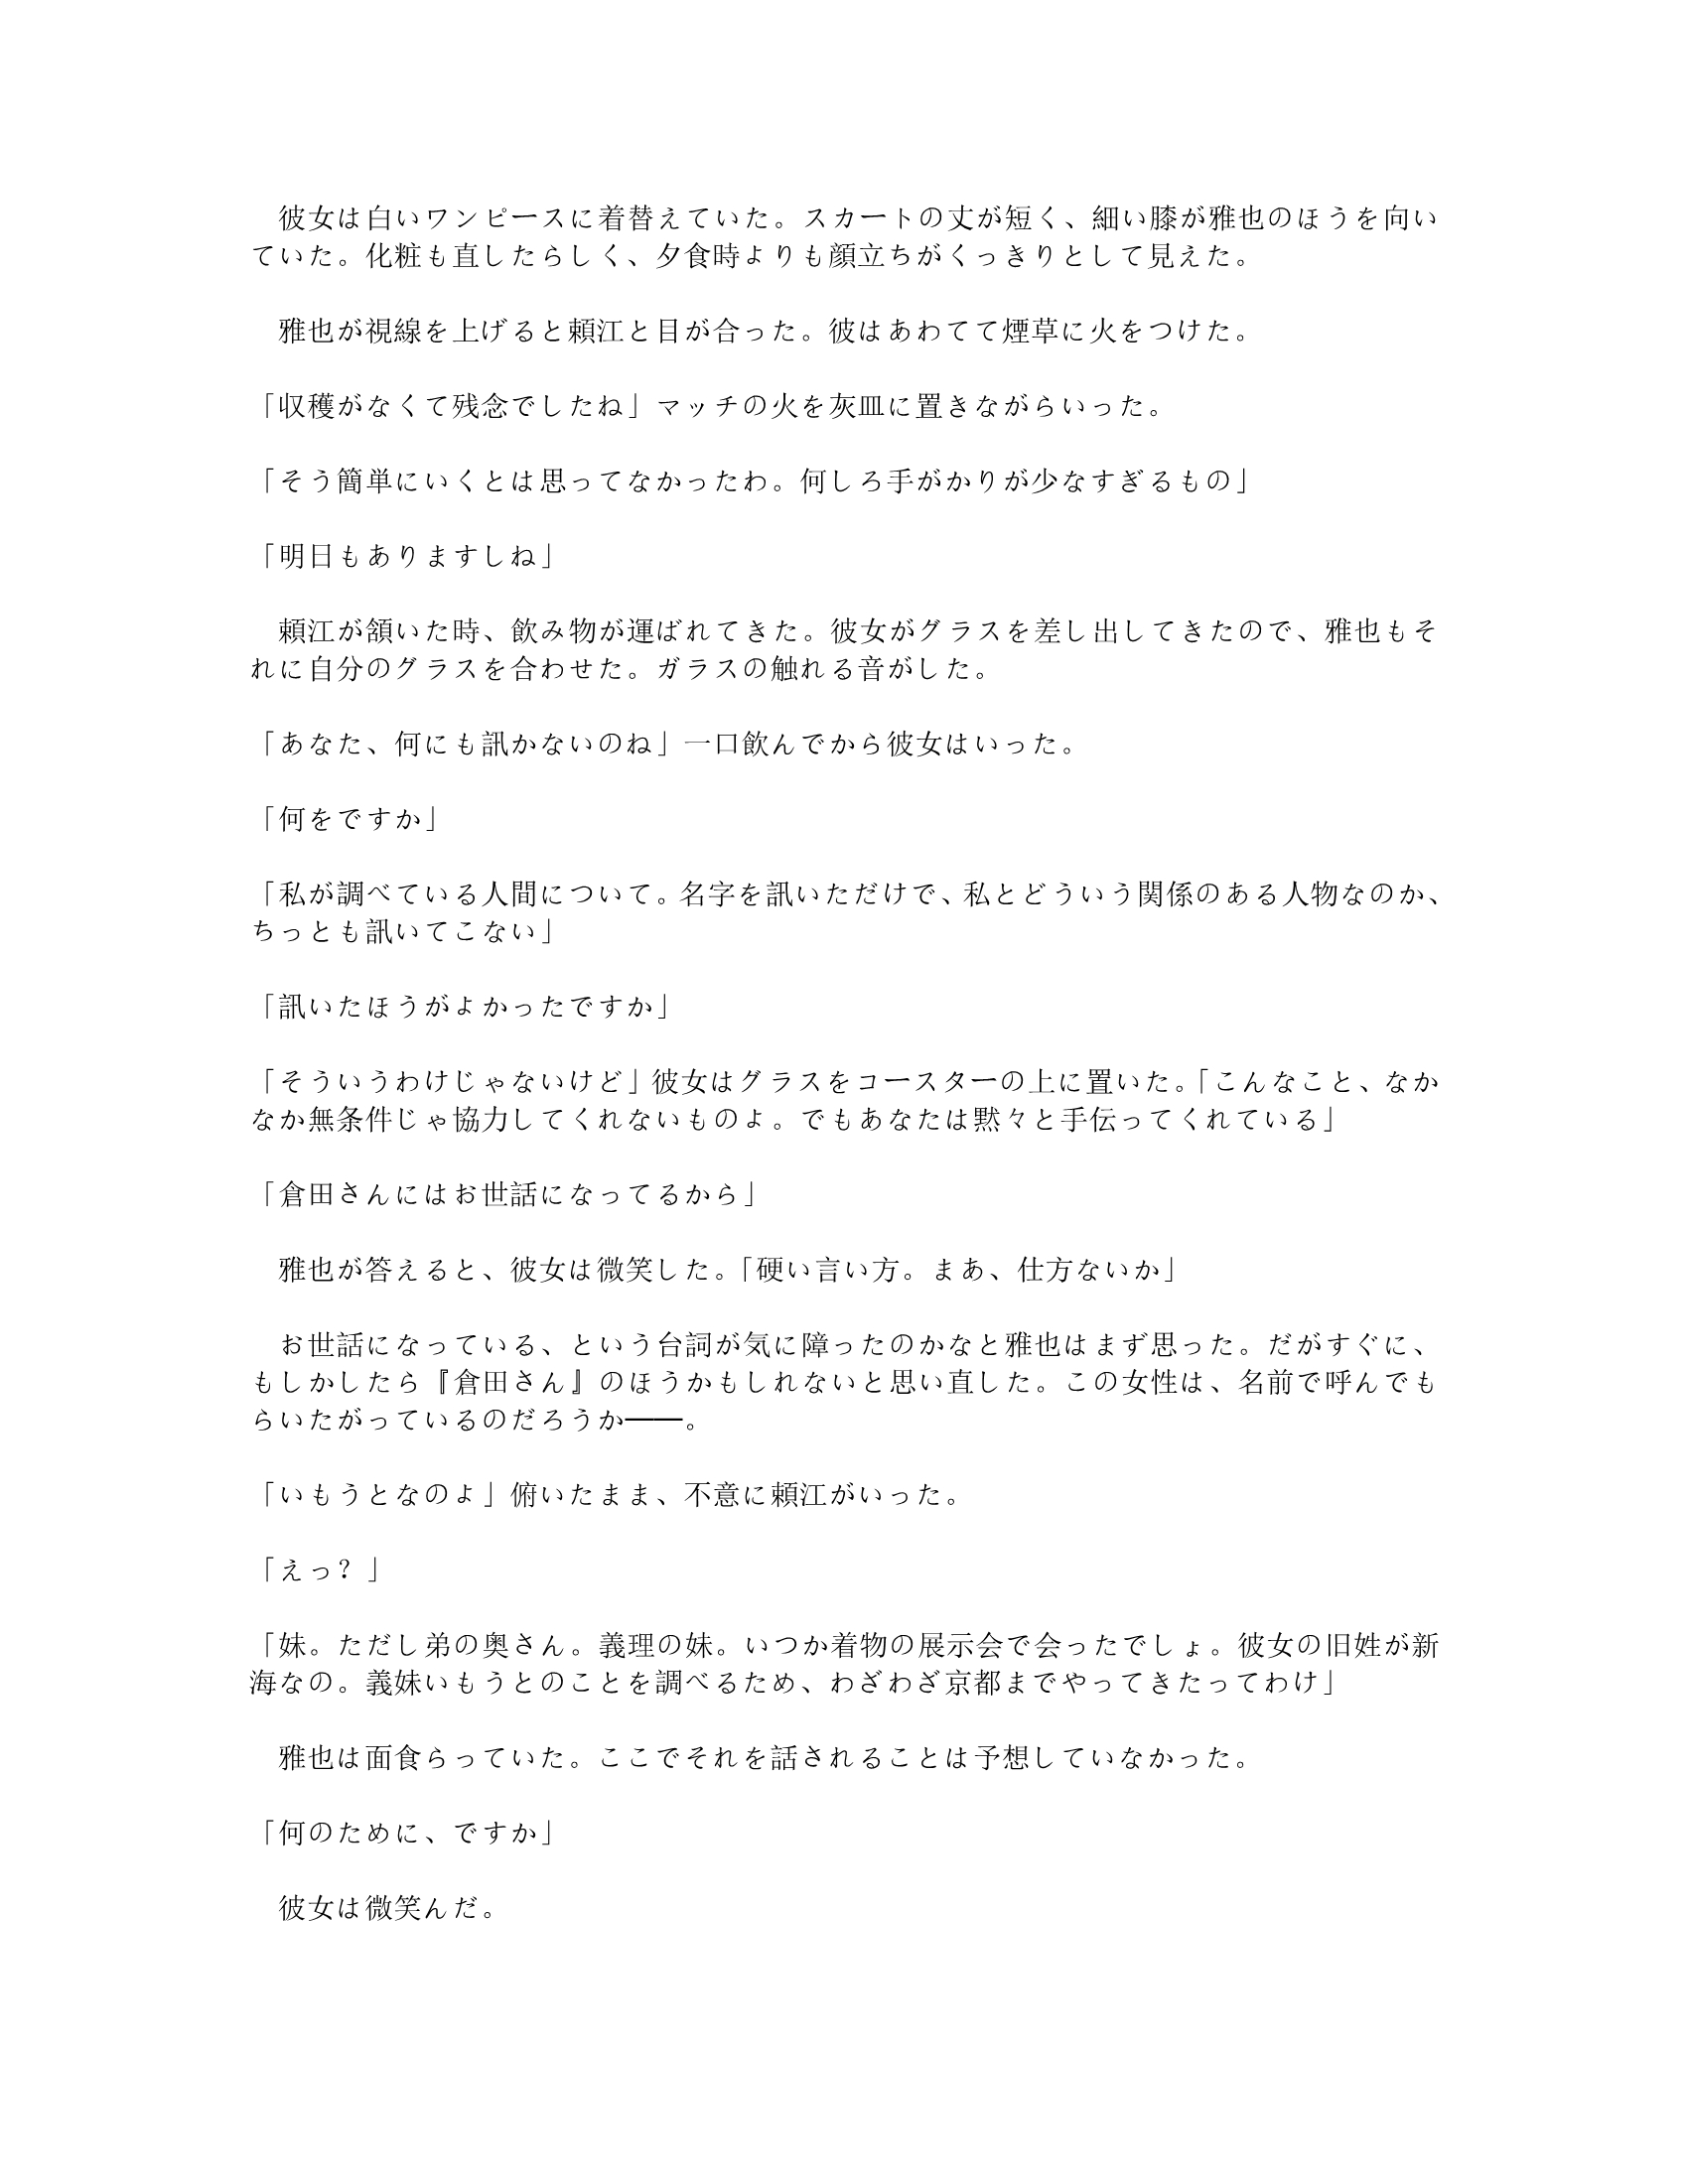 彼女は白いワンピースに着替えていた。スカートの丈が短く、細い膝が雅也のほうを向い
ていた。化粧も直したらしく、夕食時よりも顔立ちがくっきりとして見えた。
　雅也が視線を上げると頼江と目が合った。彼はあわてて煙草に火をつけた。
「収穫がなくて残念でしたね」マッチの火を灰皿に置きながらいった。
「そう簡単にいくとは思ってなかったわ。何しろ手がかりが少なすぎるもの」
「明日もありますしね」
　頼江が頷いた時、飲み物が運ばれてきた。彼女がグラスを差し出してきたので、雅也もそ
れに自分のグラスを合わせた。ガラスの触れる音がした。
「あなた、何にも訊かないのね」一口飲んでから彼女はいった。
「何をですか」
「私が調べている人間について。名字を訊いただけで、私とどういう関係のある人物なのか、
ちっとも訊いてこない」
「訊いたほうがよかったですか」
「そういうわけじゃないけど」彼女はグラスをコースターの上に置いた。「こんなこと、なか
なか無条件じゃ協力してくれないものよ。でもあなたは黙々と手伝ってくれている」
「倉田さんにはお世話になってるから」
　雅也が答えると、彼女は微笑した。「硬い言い方。まあ、仕方ないか」
　お世話になっている、という台詞が気に障ったのかなと雅也はまず思った。だがすぐに、
もしかしたら『倉田さん』のほうかもしれないと思い直した。この女性は、名前で呼んでも
らいたがっているのだろうか――。
「いもうとなのよ」俯いたまま、不意に頼江がいった。
「えっ？」
「妹。ただし弟の奥さん。義理の妹。いつか着物の展示会で会ったでしょ。彼女の旧姓が新
海なの。義妹いもうとのことを調べるため、わざわざ京都までやってきたってわけ」
　雅也は面食らっていた。ここでそれを話されることは予想していなかった。
「何のために、ですか」
　彼女は微笑んだ。